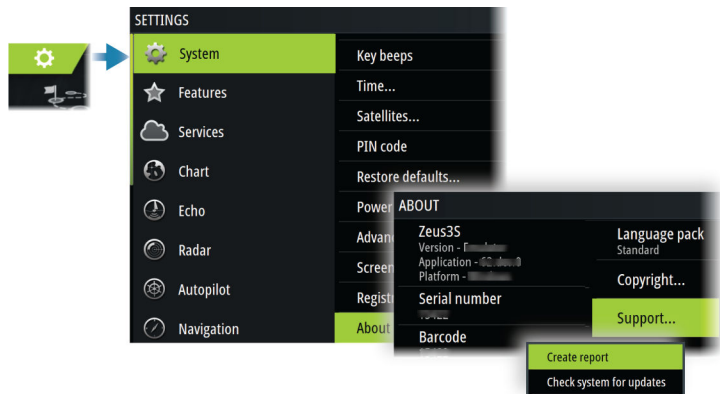 SETTINGS
System
Features
Services
Chart
Echo
Radar
Autopilot
Navigation
Key beeps
Time...
Satellites...
PIN code
Restore defaults...
Power
Advan
Screen
Regist
About
ABOUT
Zeus3S
Version -
Application -
Platform -
Serial number
Barcode
Language pack
Standard
Copyright...
Support...
Create report
Check system for updates